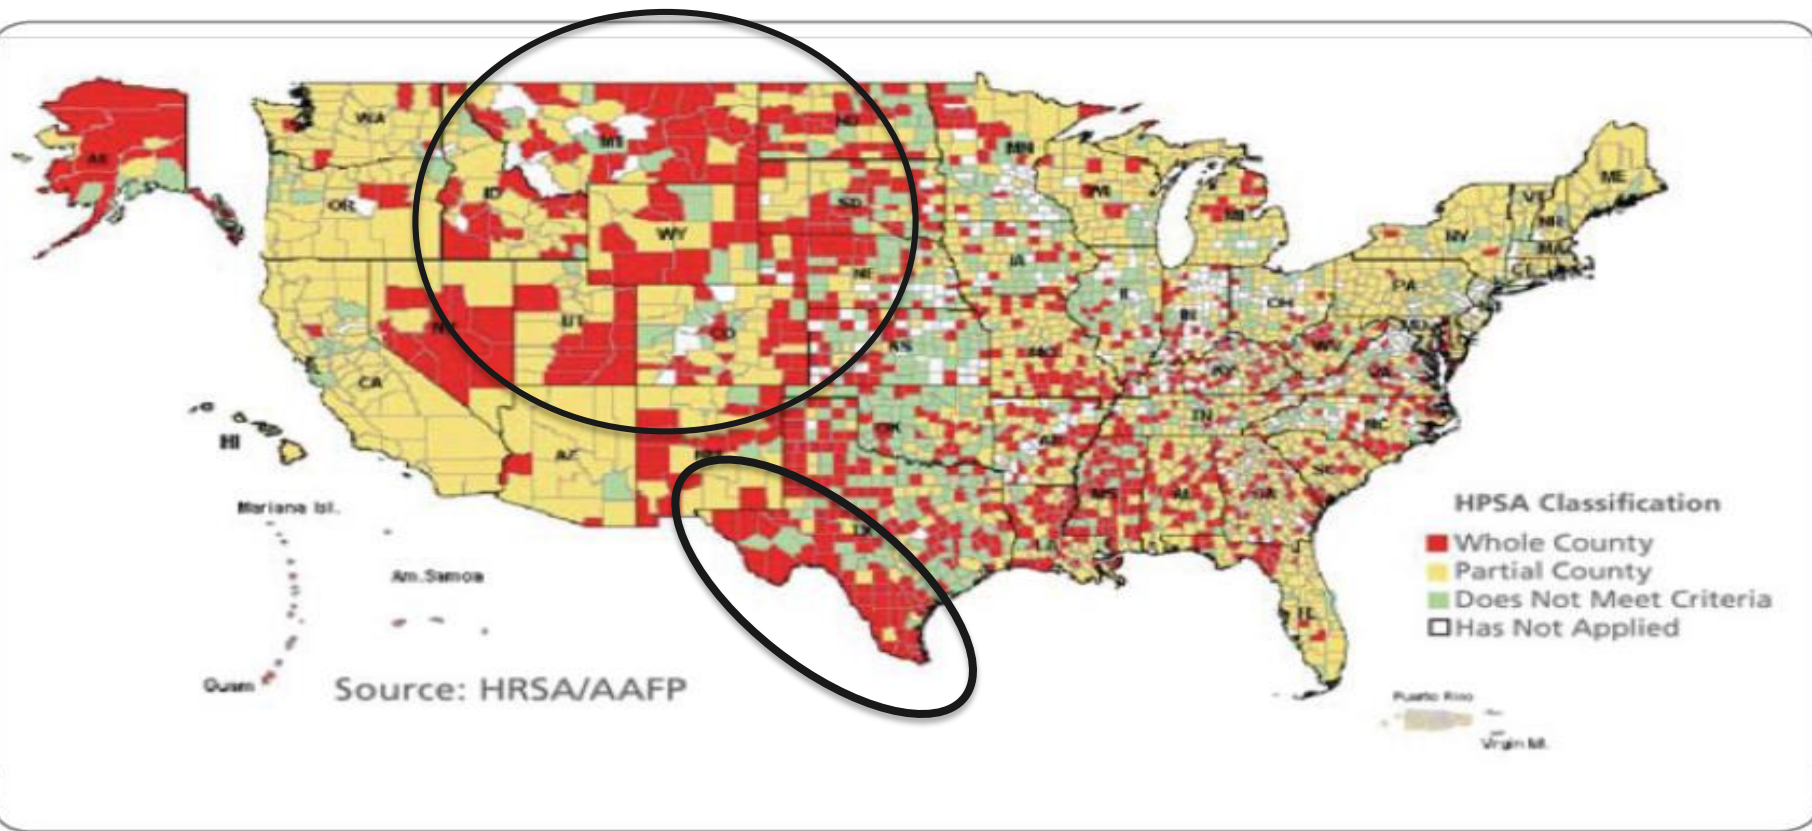 AK
WA
MT
ND
MN
ME
OR
ID
SD
WI
MI
VT
NH
NY
MA
WY
IA
NE
PA
CT
NV
UT
CO
IL
IN
OH
MD
CA
KS
MO
KY
WV
VA
HI
AZ
NM
OK
AR
TN
NC
SC
MS
AL
GA
TX
LA
FL
Mariana Isl.
Am.Samoa
Guam
Source: HRSA/AAFP
HPSA Classification
Whole County
Partial County
Does Not Meet Criteria
Has Not Applied
Puerto Rico
Virgin Isl.